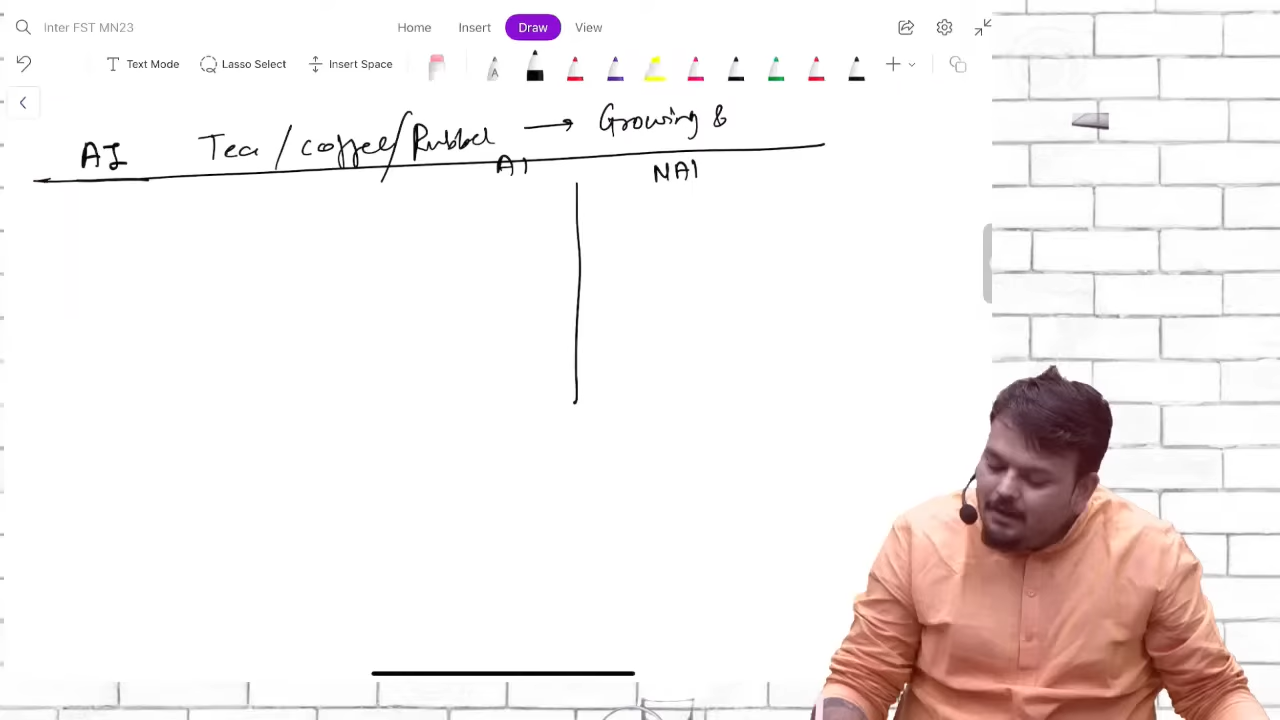 Inter FST MN23
Home Insert Draw View
Text Mode Lasso Select Insert Space
A
AI Tea / coffee / Rubber → Growing &
AI NAI